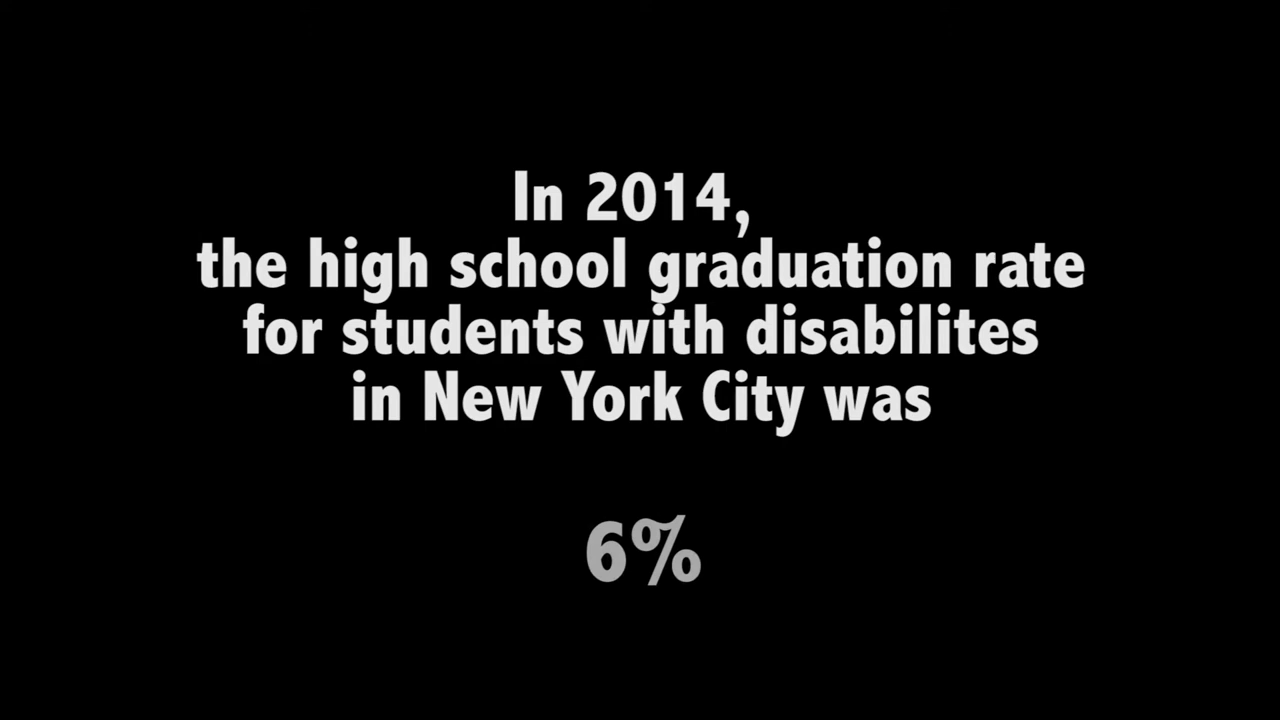 In 2014,
the high school graduation rate
for students with disabilites
in New York City was
6%